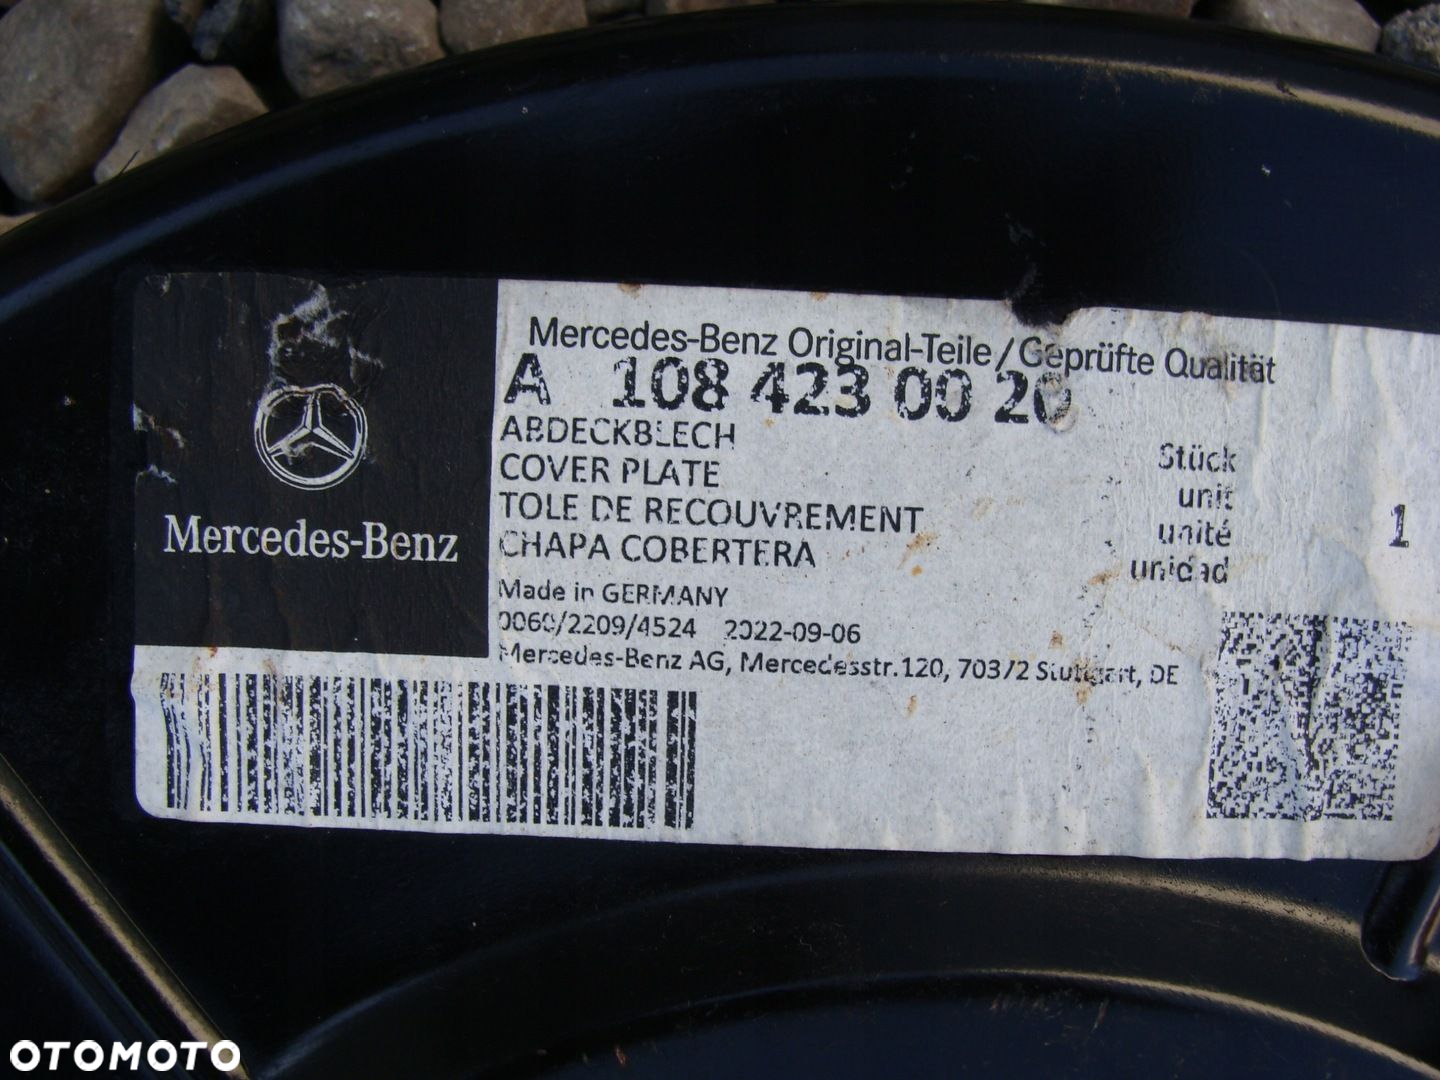 Mercedes-Benz Original-Teile/Geprüfte Qualität
A 108 423 00 20
ABDECKBLECH
COVER PLATE
TOLE DE RECOUVREMENT
CHAPA COBERTERA
Stück
unit
unité
unidad
1
Made in GERMANY
0060/2209/4524 2022-09-06
Mercedes-Benz AG, Mercedesstr.120, 70372 Stuttgart, DE
Mercedes-Benz
OTOMOTO